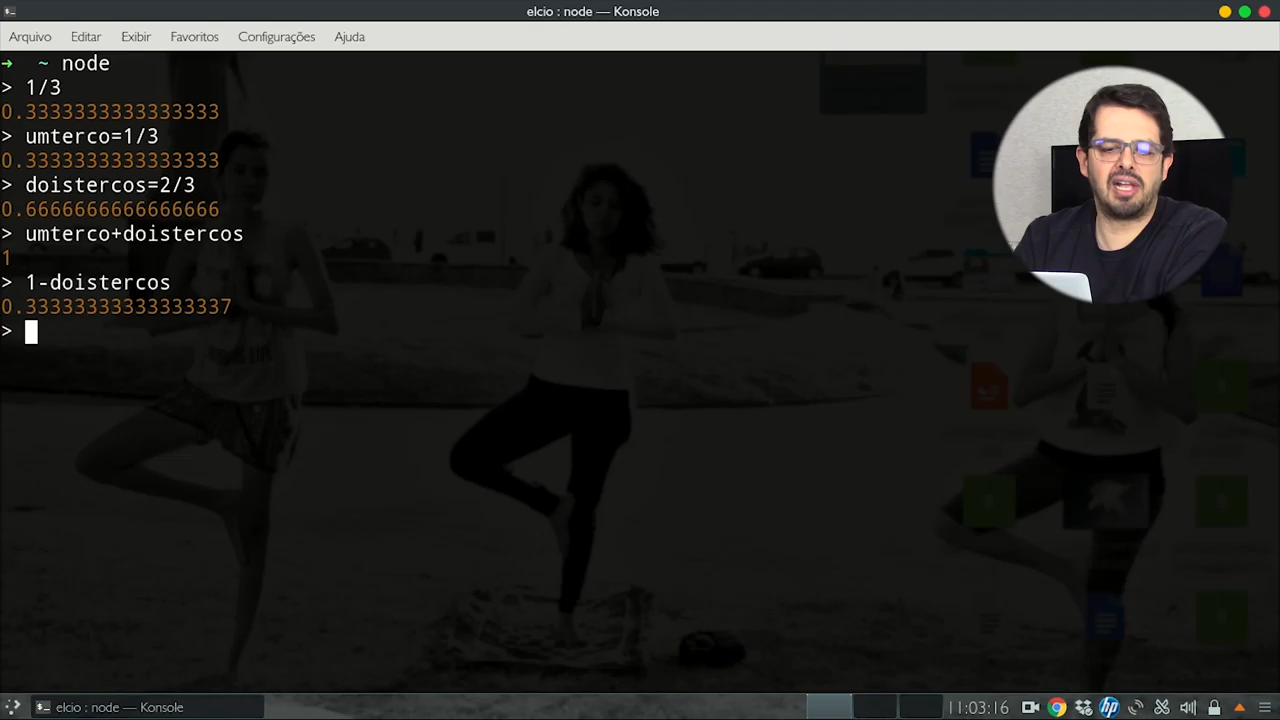 elcio : node — Konsole
Arquivo Editar Exibir Favoritos Configurações Ajuda
→ ~ node
> 1/3
0.3333333333333333
> umterco=1/3
0.3333333333333333
> doistercos=2/3
0.6666666666666666
> umterco+doistercos
1
> 1-doistercos
0.33333333333333337
>
elcio : node — Konsole
11:03:16